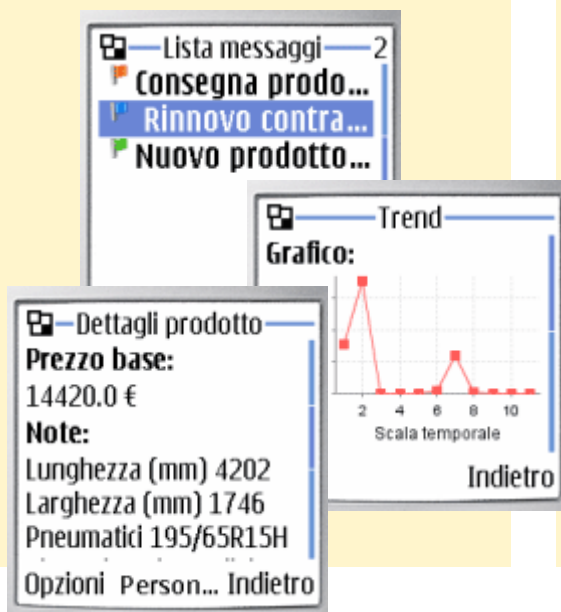 Lista messaggi 2
Consegna prodo...
Rinnovo contra...
Nuovo prodotto...
Trend
Grafico:
2 4 6 8 10
Scala temporale
Indietro
Dettagli prodotto
Prezzo base:
14420.0 €
Note:
Lunghezza (mm) 4202
Larghezza (mm) 1746
Pneumatici 195/65R15H
Opzioni Person... Indietro